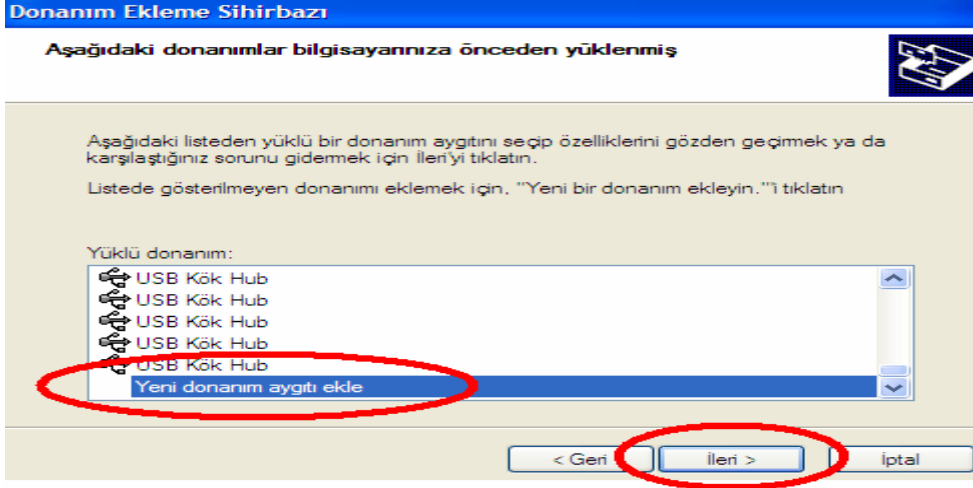 Donanım Ekleme Sihirbazı
Aşağıdaki donanımlar bilgisayarınıza önceden yüklenmiş
Aşağıdaki listeden yüklü bir donanım aygıtını seçip özelliklerini gözden geçirmek ya da
karşılaştığınız sorunu gidermek için İleri'yi tıklatın.
Listede gösterilmeyen donanımı eklemek için, "Yeni bir donanım ekleyin."'i tıklatın
Yüklü donanım:
USB Kök Hub
USB Kök Hub
USB Kök Hub
USB Kök Hub
USB Kök Hub
Yeni donanım aygıtı ekle
< Geri İleri > İptal